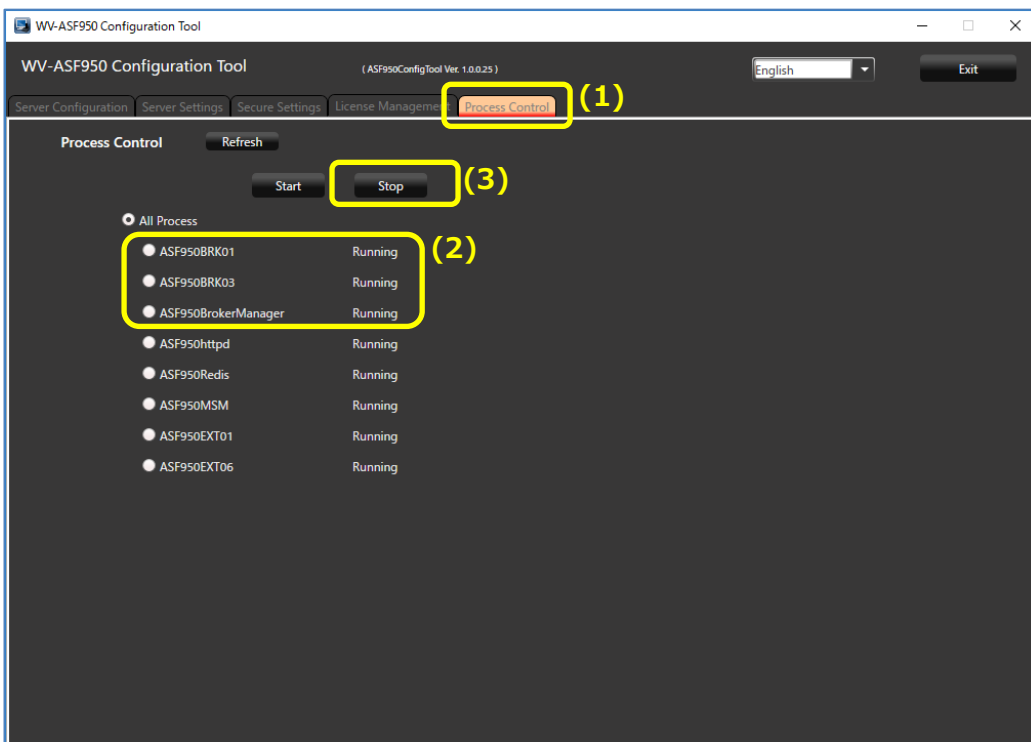 WV-ASF950 Configuration Tool
WV-ASF950 Configuration Tool ( ASF950ConfigTool Ver. 1.0.0.25 ) English Exit
Server Configuration Server Settings Secure Settings License Management Process Control (1)
Process Control Refresh
Start Stop (3)
All Process
ASF950BRK01 Running (2)
ASF950BRK03 Running
ASF950BrokerManager Running
ASF950httpd Running
ASF950Redis Running
ASF950MSM Running
ASF950EXT01 Running
ASF950EXT06 Running